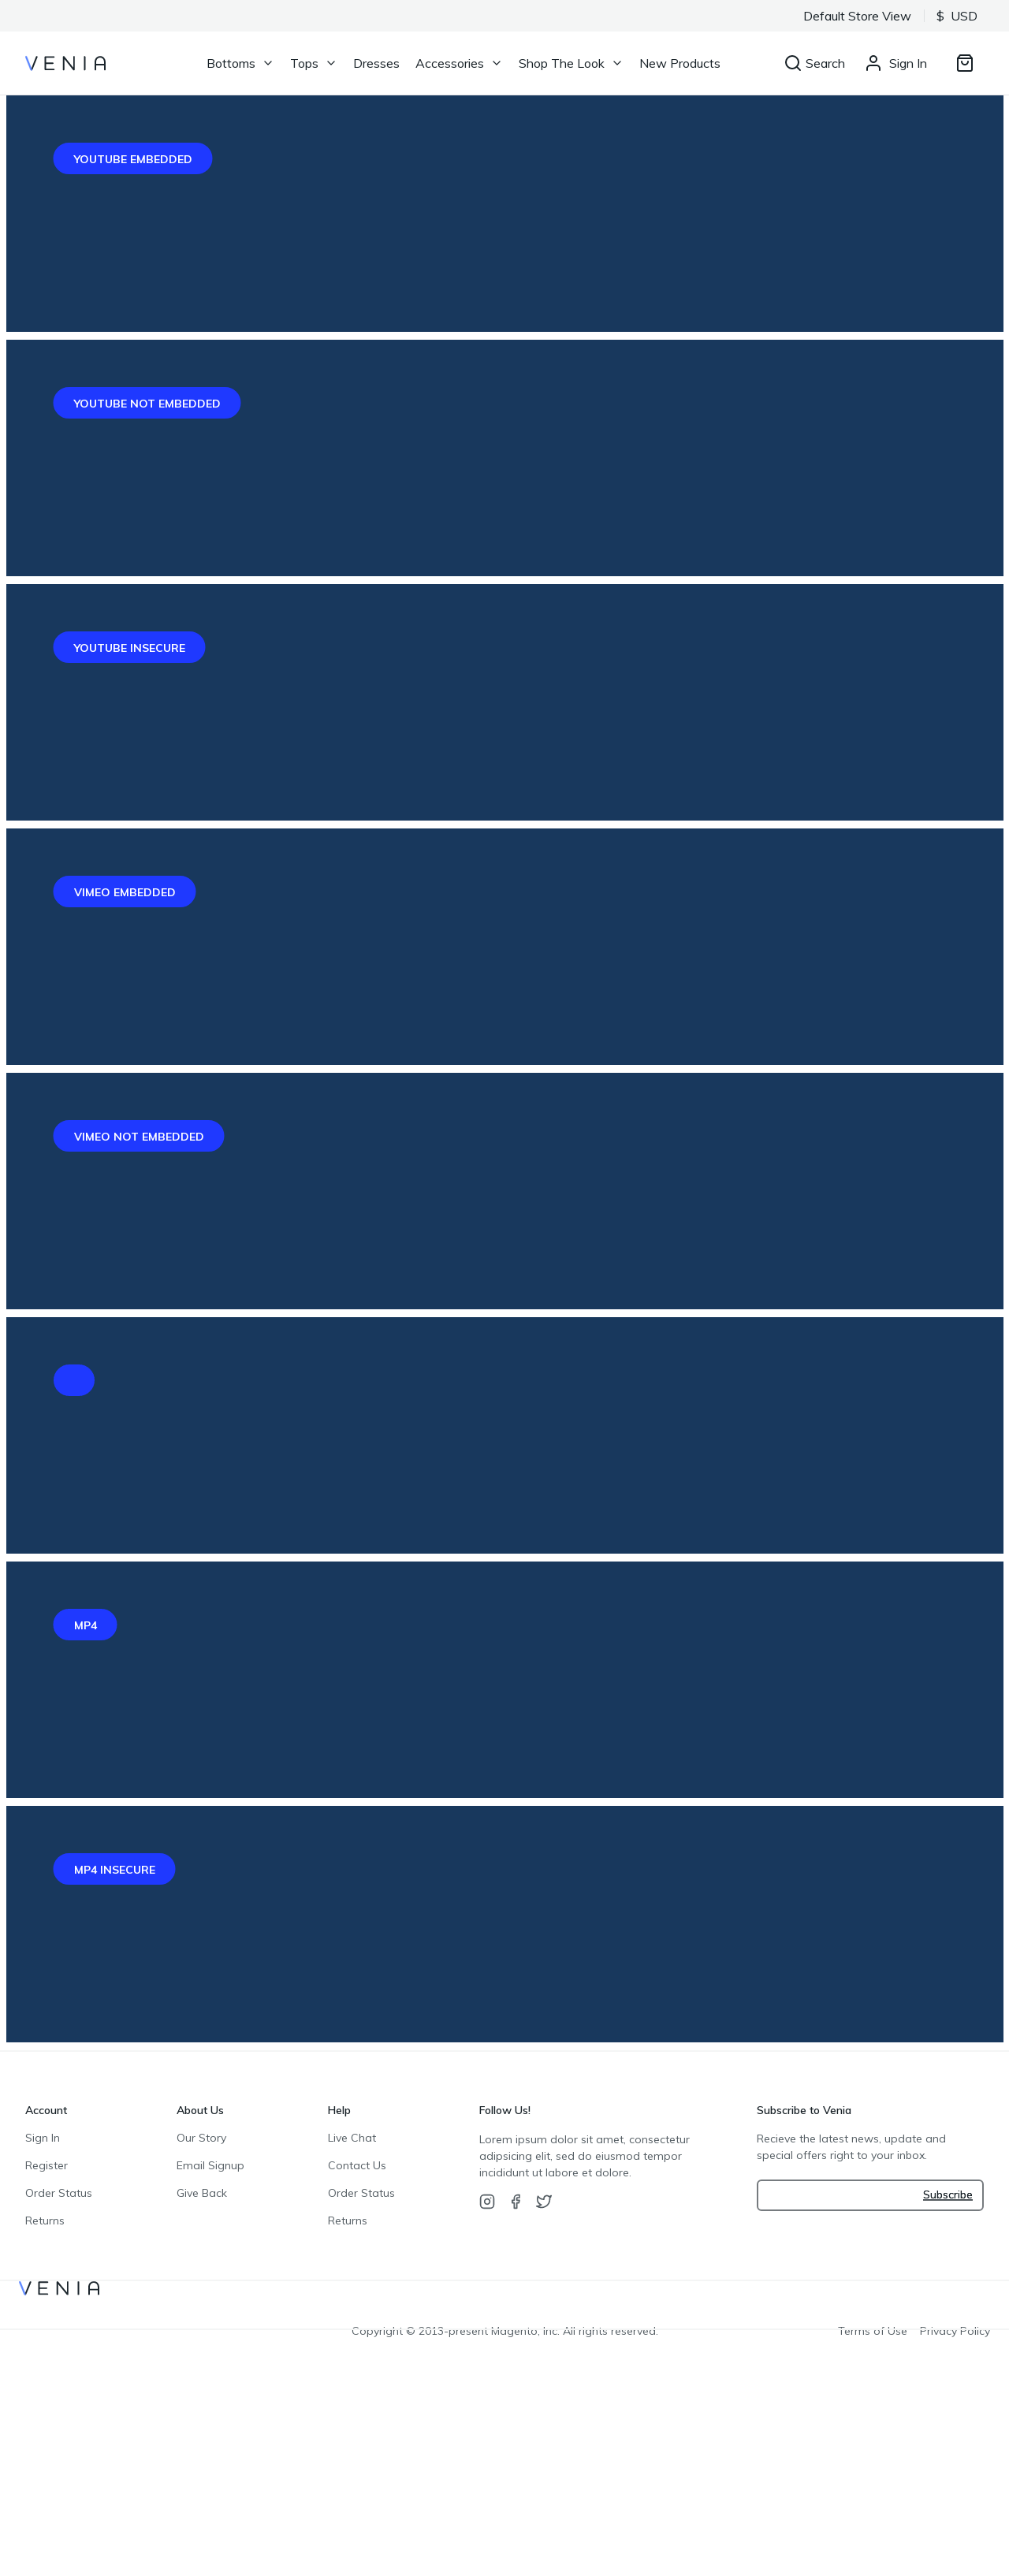 Default Store View $ USD
VENIA Bottoms Tops Dresses Accessories Shop The Look New Products Search Sign In
YOUTUBE EMBEDDED
YOUTUBE NOT EMBEDDED
YOUTUBE INSECURE
VIMEO EMBEDDED
VIMEO NOT EMBEDDED
MP4
MP4 INSECURE
Account
Sign In
Register
Order Status
Returns
About Us
Our Story
Email Signup
Give Back
Help
Live Chat
Contact Us
Order Status
Returns
Follow Us!
Lorem ipsum dolor sit amet, consectetur
adipsicing elit, sed do eiusmod tempor
incididunt ut labore et dolore.
Subscribe to Venia
Recieve the latest news, update and
special offers right to your inbox.
Subscribe
VENIA
Copyright © 2013-present Magento, Inc. All rights reserved. Terms of Use Privacy Policy